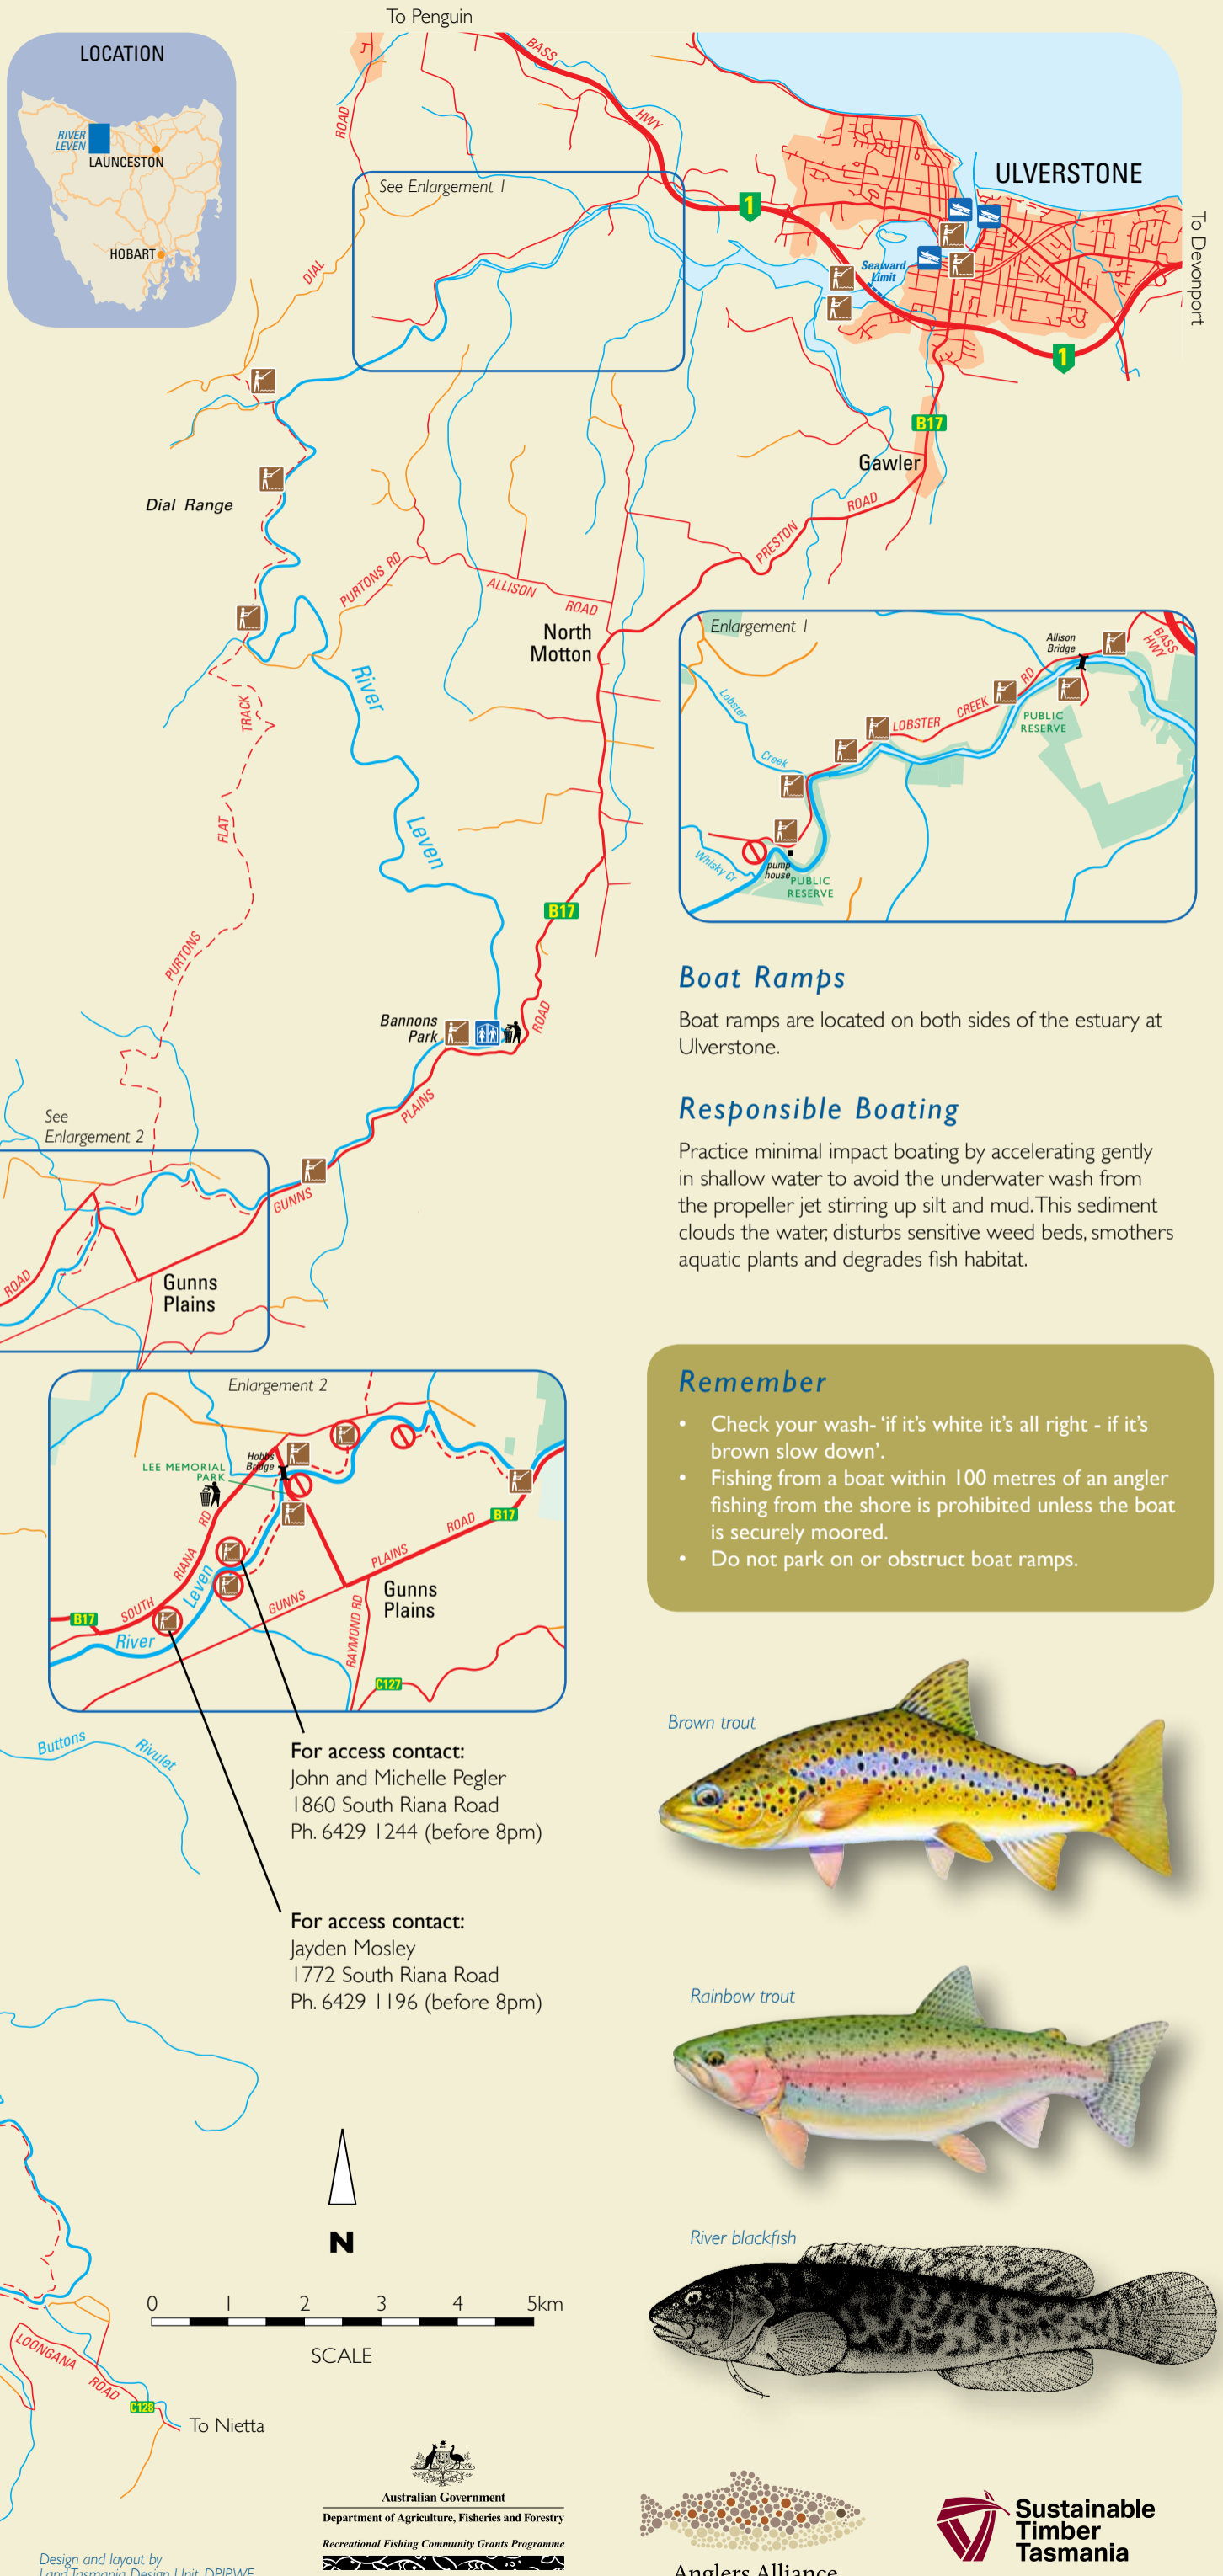 To Penguin
LOCATION
RIVER
LEVEN
LAUNCESTON
HOBART
BASS
HWY
ROAD
See Enlargement 1
1
ULVERSTONE
To Devonport
Seaward
Limit
DIAL
1
B17
Gawler
Dial Range
ROAD
PRESTON
PURTONS RD
ALLISON
ROAD
North
Motton
River
TRACK
FLAT
Leven
PURTONS
B17
Enlargement 1
Allison
Bridge
BASS
HWY
Lobster
Creek
LOBSTER
CREEK
RD
PUBLIC
RESERVE
Whisky Cr
pump
house
PUBLIC
RESERVE
Bannons
Park
ROAD
PLAINS
GUNNS
See
Enlargement 2
ROAD
Gunns
Plains
Boat Ramps
Boat ramps are located on both sides of the estuary at
Ulverstone.
Responsible Boating
Practice minimal impact boating by accelerating gently
in shallow water to avoid the underwater wash from
the propeller jet stirring up silt and mud. This sediment
clouds the water, disturbs sensitive weed beds, smothers
aquatic plants and degrades fish habitat.
Enlargement 2
Hobbs
Bridge
LEE MEMORIAL
PARK
RD
RIANA
SOUTH
Leven
River
B17
B17
ROAD
PLAINS
GUNNS
Gunns
Plains
RAYMOND RD
C127
Remember
• Check your wash- ‘if it’s white it’s all right - if it’s
brown slow down’.
• Fishing from a boat within 100 metres of an angler
fishing from the shore is prohibited unless the boat
is securely moored.
• Do not park on or obstruct boat ramps.
Buttons
Rivulet
For access contact:
John and Michelle Pegler
1860 South Riana Road
Ph. 6429 1244 (before 8pm)
For access contact:
Jayden Mosley
1772 South Riana Road
Ph. 6429 1196 (before 8pm)
Brown trout
Rainbow trout
River blackfish
N
0 1 2 3 4 5km
SCALE
LOONGANA
ROAD
C128
To Nietta
Australian Government
Department of Agriculture, Fisheries and Forestry
Recreational Fishing Community Grants Programme
Anglers Alliance
Sustainable
Timber
Tasmania
Design and layout by
Land Tasmania Design Unit, DPIPWE